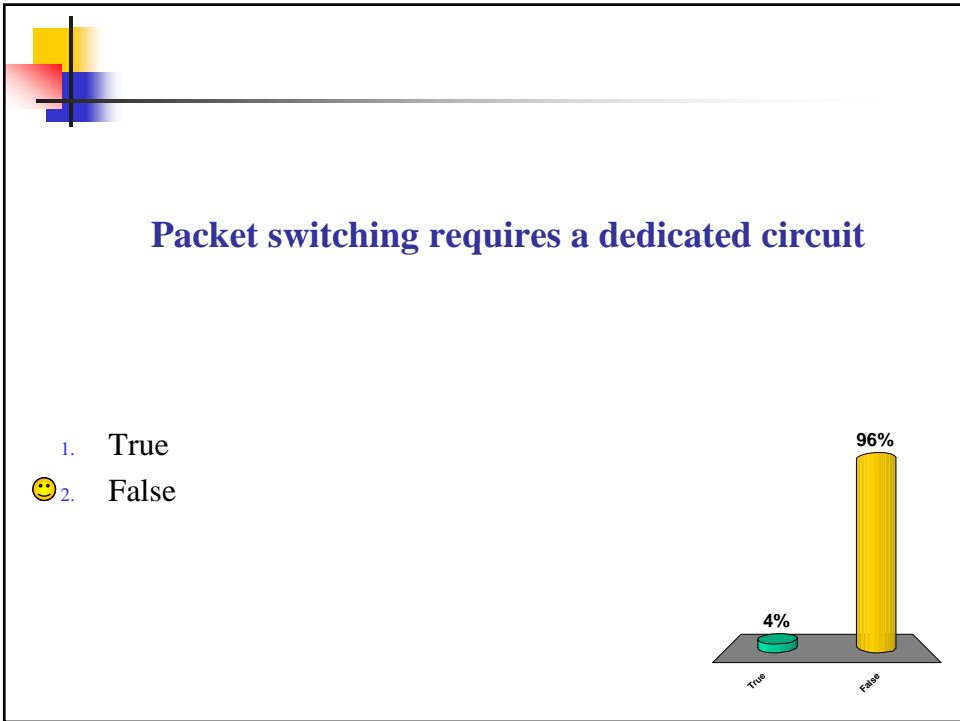 Packet switching requires a dedicated circuit
1. True
2. False
96%
4%
True
False